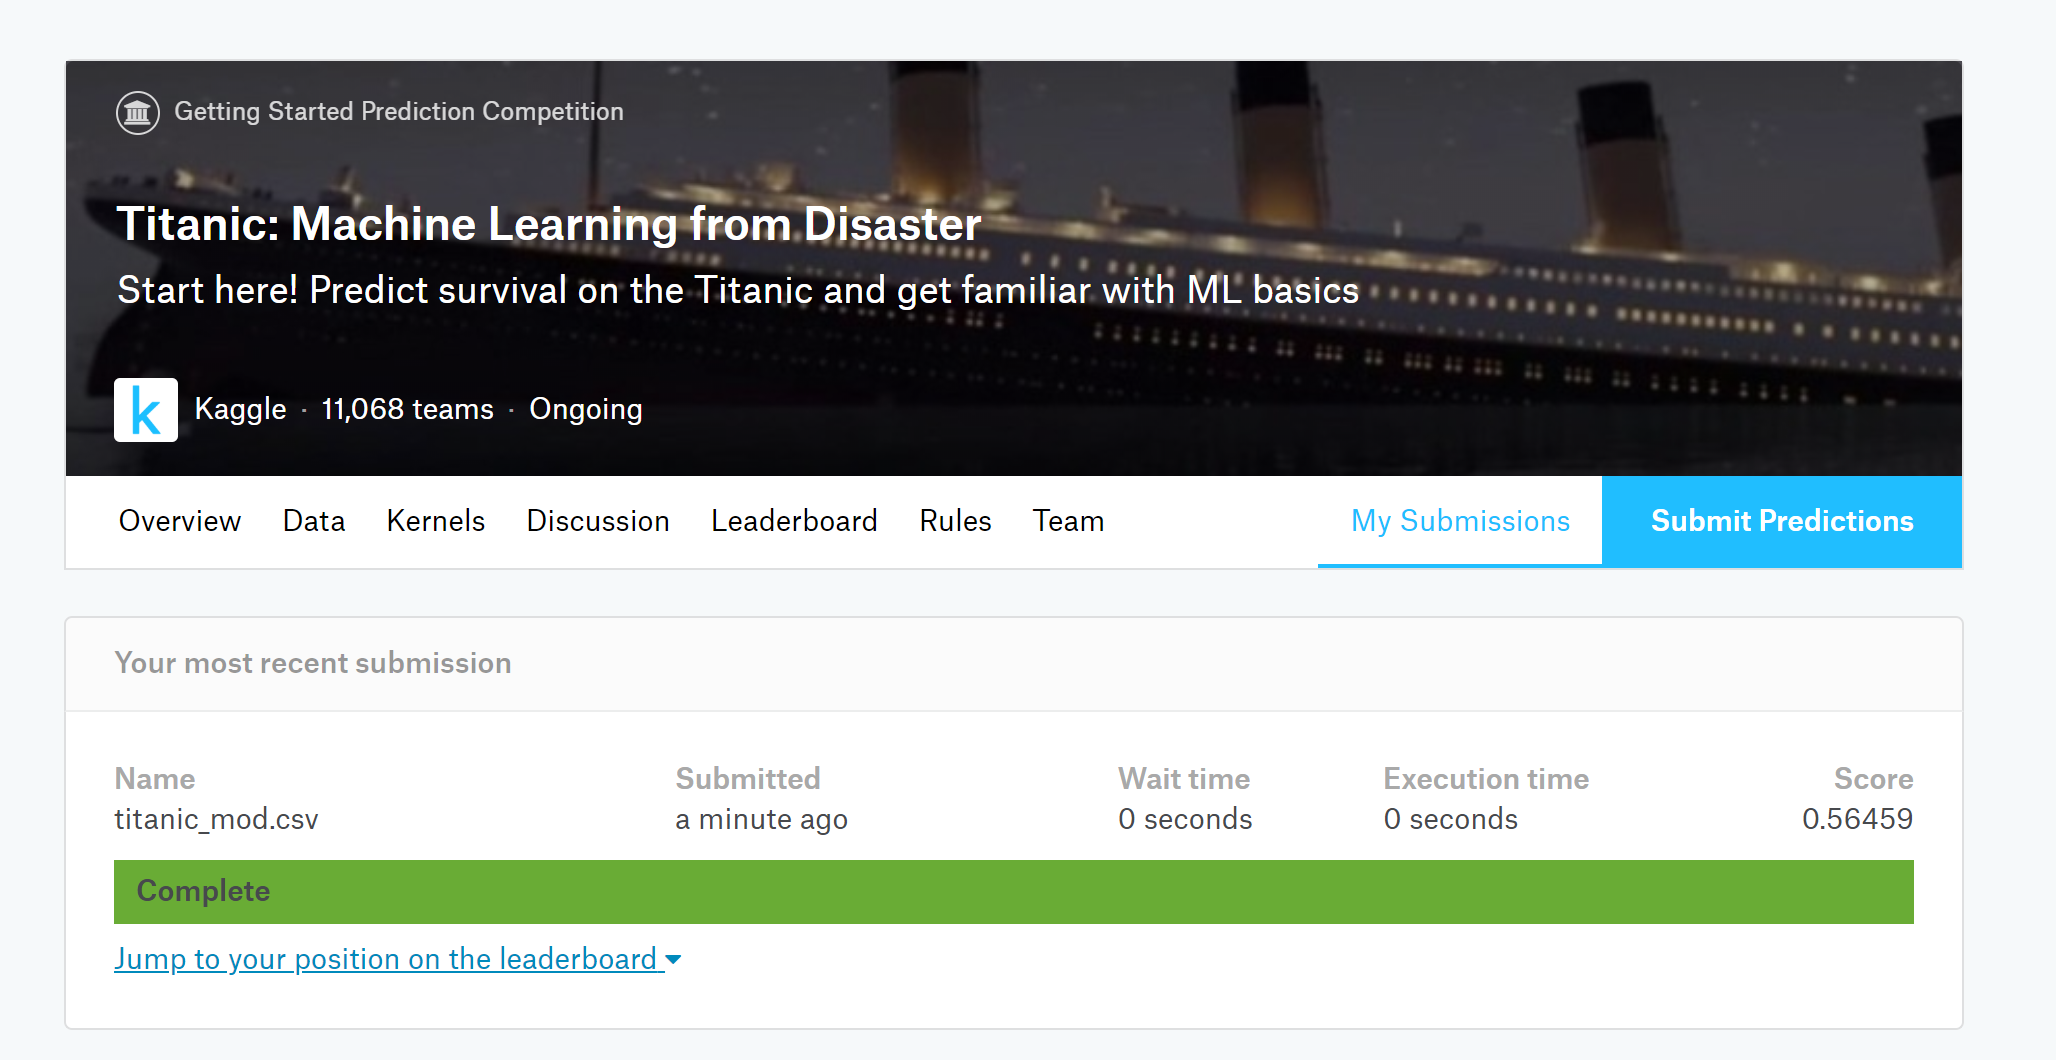 Getting Started Prediction Competition
Titanic: Machine Learning from Disaster
Start here! Predict survival on the Titanic and get familiar with ML basics
k
Kaggle · 11,068 teams · Ongoing
Overview Data Kernels Discussion Leaderboard Rules Team My Submissions Submit Predictions
Your most recent submission
Name Submitted Wait time Execution time Score
titanic_mod.csv a minute ago 0 seconds 0 seconds 0.56459
Complete
Jump to your position on the leaderboard